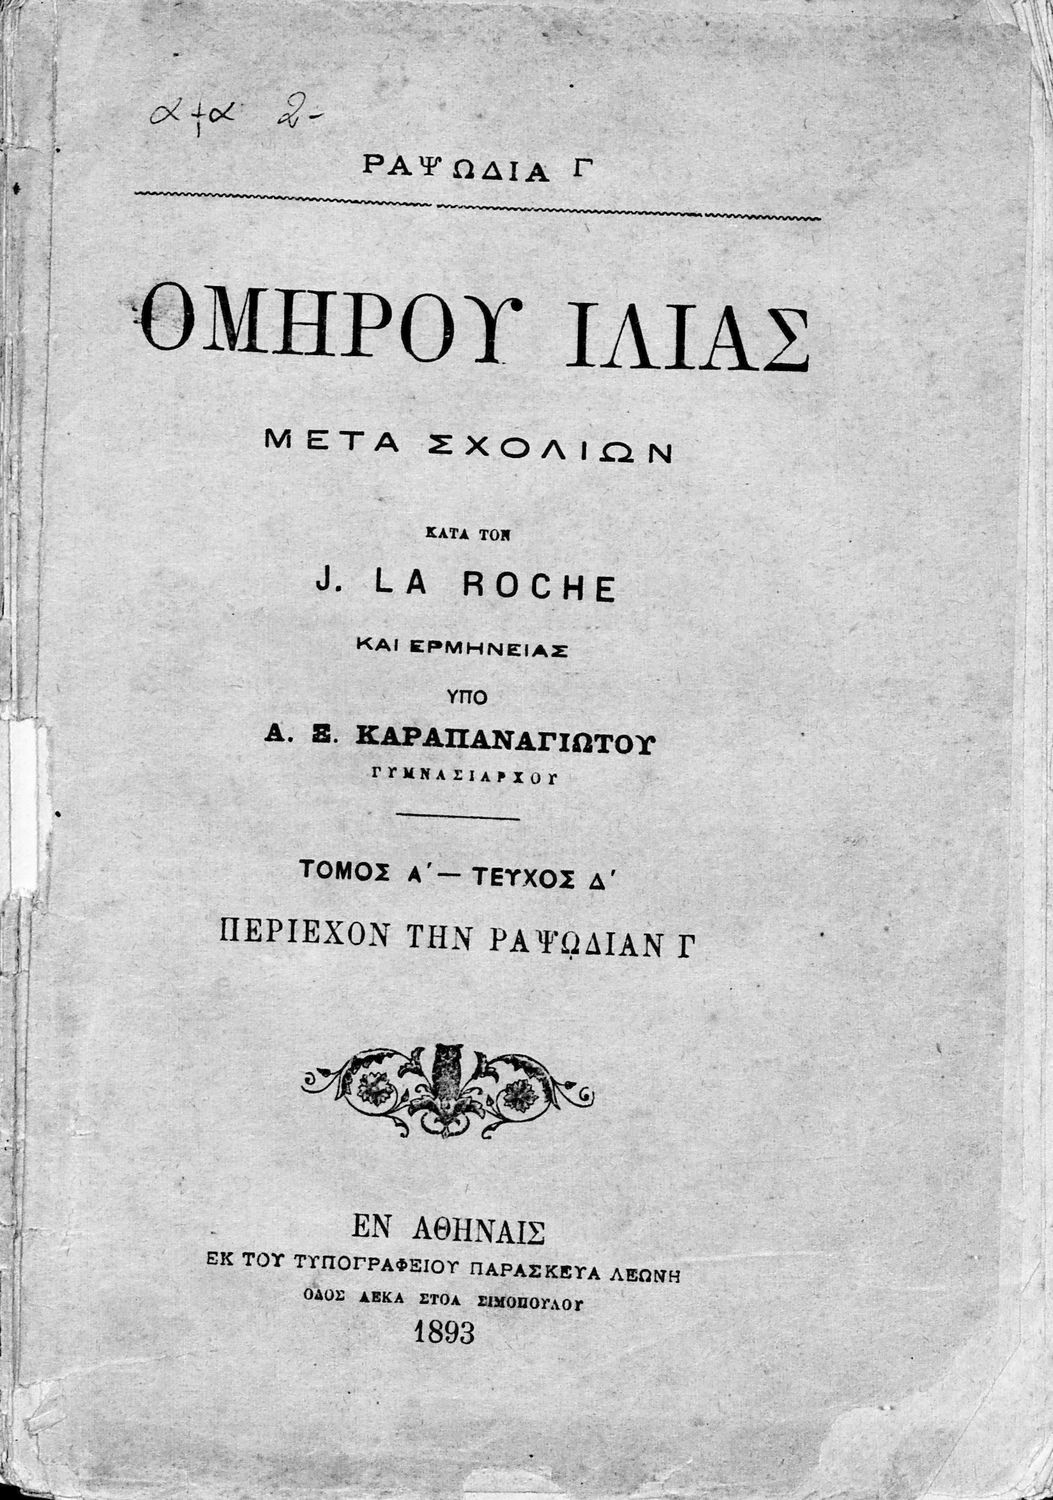 α+α 2-
ΡΑΨΩΔΙΑ Γ
ΟΜΗΡΟΥ ΙΛΙΑΣ
ΜΕΤΑ ΣΧΟΛΙΩΝ
ΚΑΤΑ ΤΟΝ
J. LA ROCHE
ΚΑΙ ΕΡΜΗΝΕΙΑΣ
ΥΠΟ
Α. Ξ. ΚΑΡΑΠΑΝΑΓΙΩΤΟΥ
ΓΥΜΝΑΣΙΑΡΧΟΥ
ΤΟΜΟΣ Α΄ — ΤΕΥΧΟΣ Δ΄
ΠΕΡΙΕΧΟΝ ΤΗΝ ΡΑΨῼΔΙΑΝ Γ
ΕΝ ΑΘΗΝΑΙΣ
ΕΚ ΤΟΥ ΤΥΠΟΓΡΑΦΕΙΟΥ ΠΑΡΑΣΚΕΥΑ ΛΕΩΝΗ
ΟΔΟΣ ΛΕΚΑ ΣΤΟΑ ΣΙΜΟΠΟΥΛΟΥ
1893